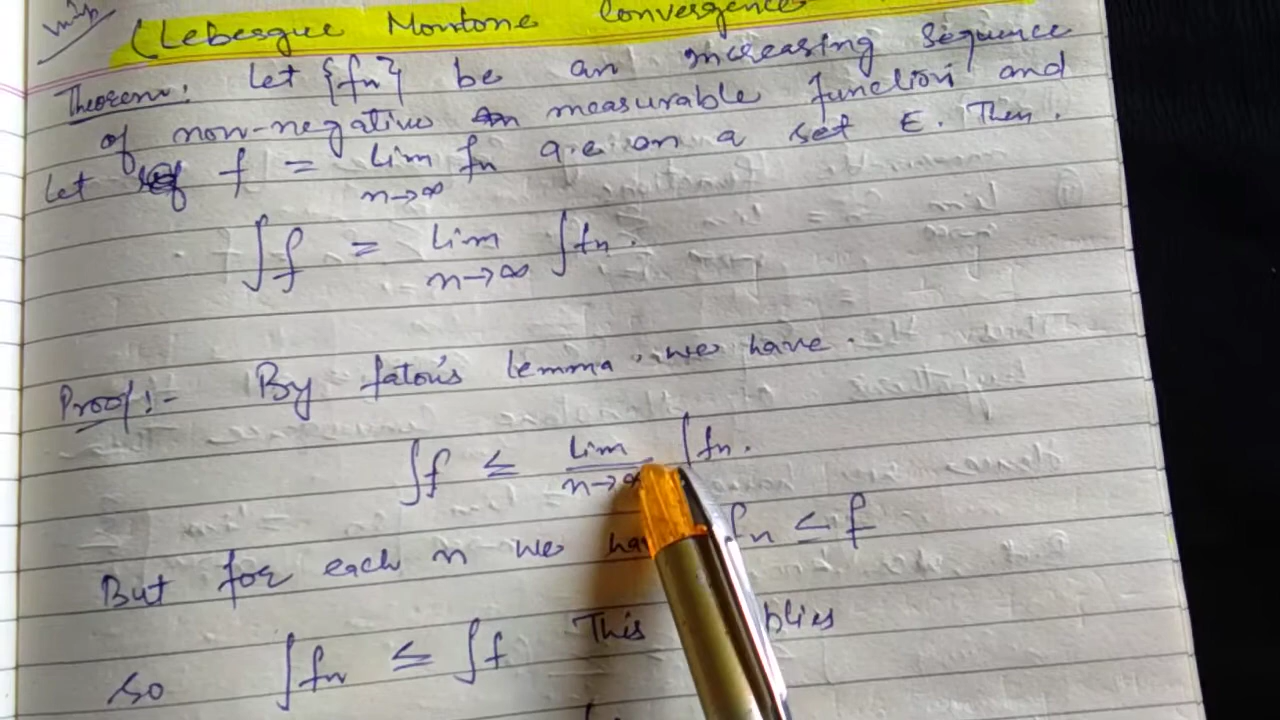 (Lebesgue Montone Convergence
Theorem: Let {fn} be an increasing sequence
of non-negative measurable function and
Let f = lim n→∞ fn a.e on a set E. Then.
∫f = lim n→∞ ∫fn.
Proof:- By fatou's lemma, we have.
∫f ≤ lim n→∞ ∫fn.
But for each n we ha fn ≤ f
so ∫fn ≤ ∫f This plies